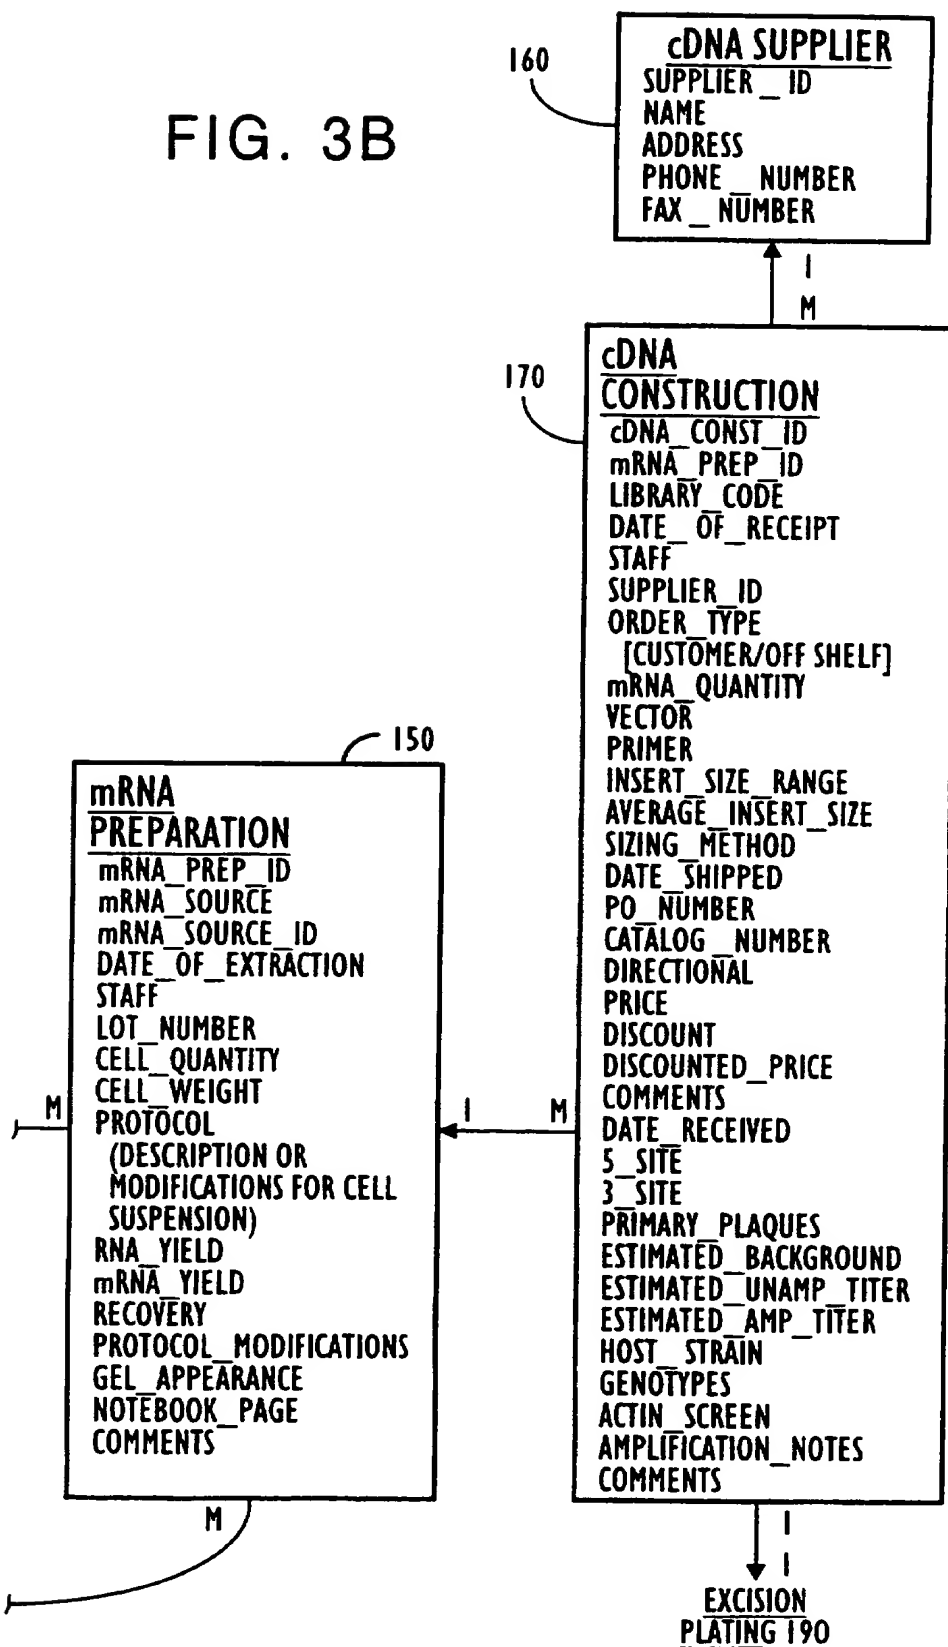 FIG. 3B
160
cDNA SUPPLIER
SUPPLIER_ID
NAME
ADDRESS
PHONE_NUMBER
FAX_NUMBER
I
M
170
cDNA
CONSTRUCTION
cDNA_CONST_ID
mRNA_PREP_ID
LIBRARY_CODE
DATE_OF_RECEIPT
STAFF
SUPPLIER_ID
ORDER_TYPE
[CUSTOMER/OFF SHELF]
mRNA_QUANTITY
VECTOR
PRIMER
INSERT_SIZE_RANGE
AVERAGE_INSERT_SIZE
SIZING_METHOD
DATE_SHIPPED
PO_NUMBER
CATALOG_NUMBER
DIRECTIONAL
PRICE
DISCOUNT
DISCOUNTED_PRICE
COMMENTS
DATE_RECEIVED
5_SITE
3_SITE
PRIMARY_PLAQUES
ESTIMATED_BACKGROUND
ESTIMATED_UNAMP_TITER
ESTIMATED_AMP_TITER
HOST_STRAIN
GENOTYPES
ACTIN_SCREEN
AMPLIFICATION_NOTES
COMMENTS
150
mRNA
PREPARATION
mRNA_PREP_ID
mRNA_SOURCE
mRNA_SOURCE_ID
DATE_OF_EXTRACTION
STAFF
LOT_NUMBER
CELL_QUANTITY
CELL_WEIGHT
PROTOCOL
(DESCRIPTION OR
MODIFICATIONS FOR CELL
SUSPENSION)
RNA_YIELD
mRNA_YIELD
RECOVERY
PROTOCOL_MODIFICATIONS
GEL_APPEARANCE
NOTEBOOK_PAGE
COMMENTS
M
I
M
M
I
I
EXCISION
PLATING 190